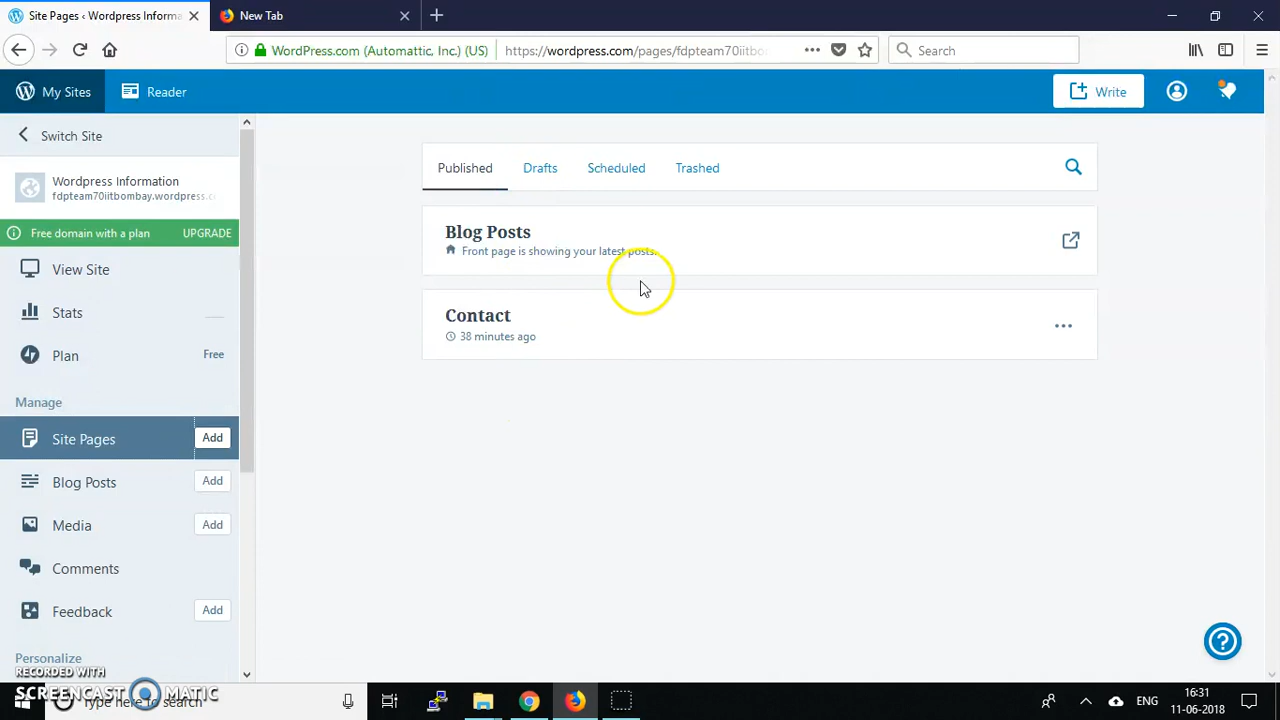 Site Pages ‹ Wordpress Informa
New Tab
WordPress.com (Automattic, Inc.) (US)
https://wordpress.com/pages/fdpteam70iitbo
Search
My Sites
Reader
Write
Switch Site
Wordpress Information
fdpteam70iitbombay.wordpress.c
Free domain with a plan
UPGRADE
View Site
Stats
Plan
Free
Manage
Site Pages
Add
Blog Posts
Add
Media
Add
Comments
Feedback
Add
Personalize
Published
Drafts
Scheduled
Trashed
Blog Posts
Front page is showing your latest posts.
Contact
38 minutes ago
RECORDED WITH
SCREENCAST MATIC
Type here to search
ENG
16:31
11-06-2018